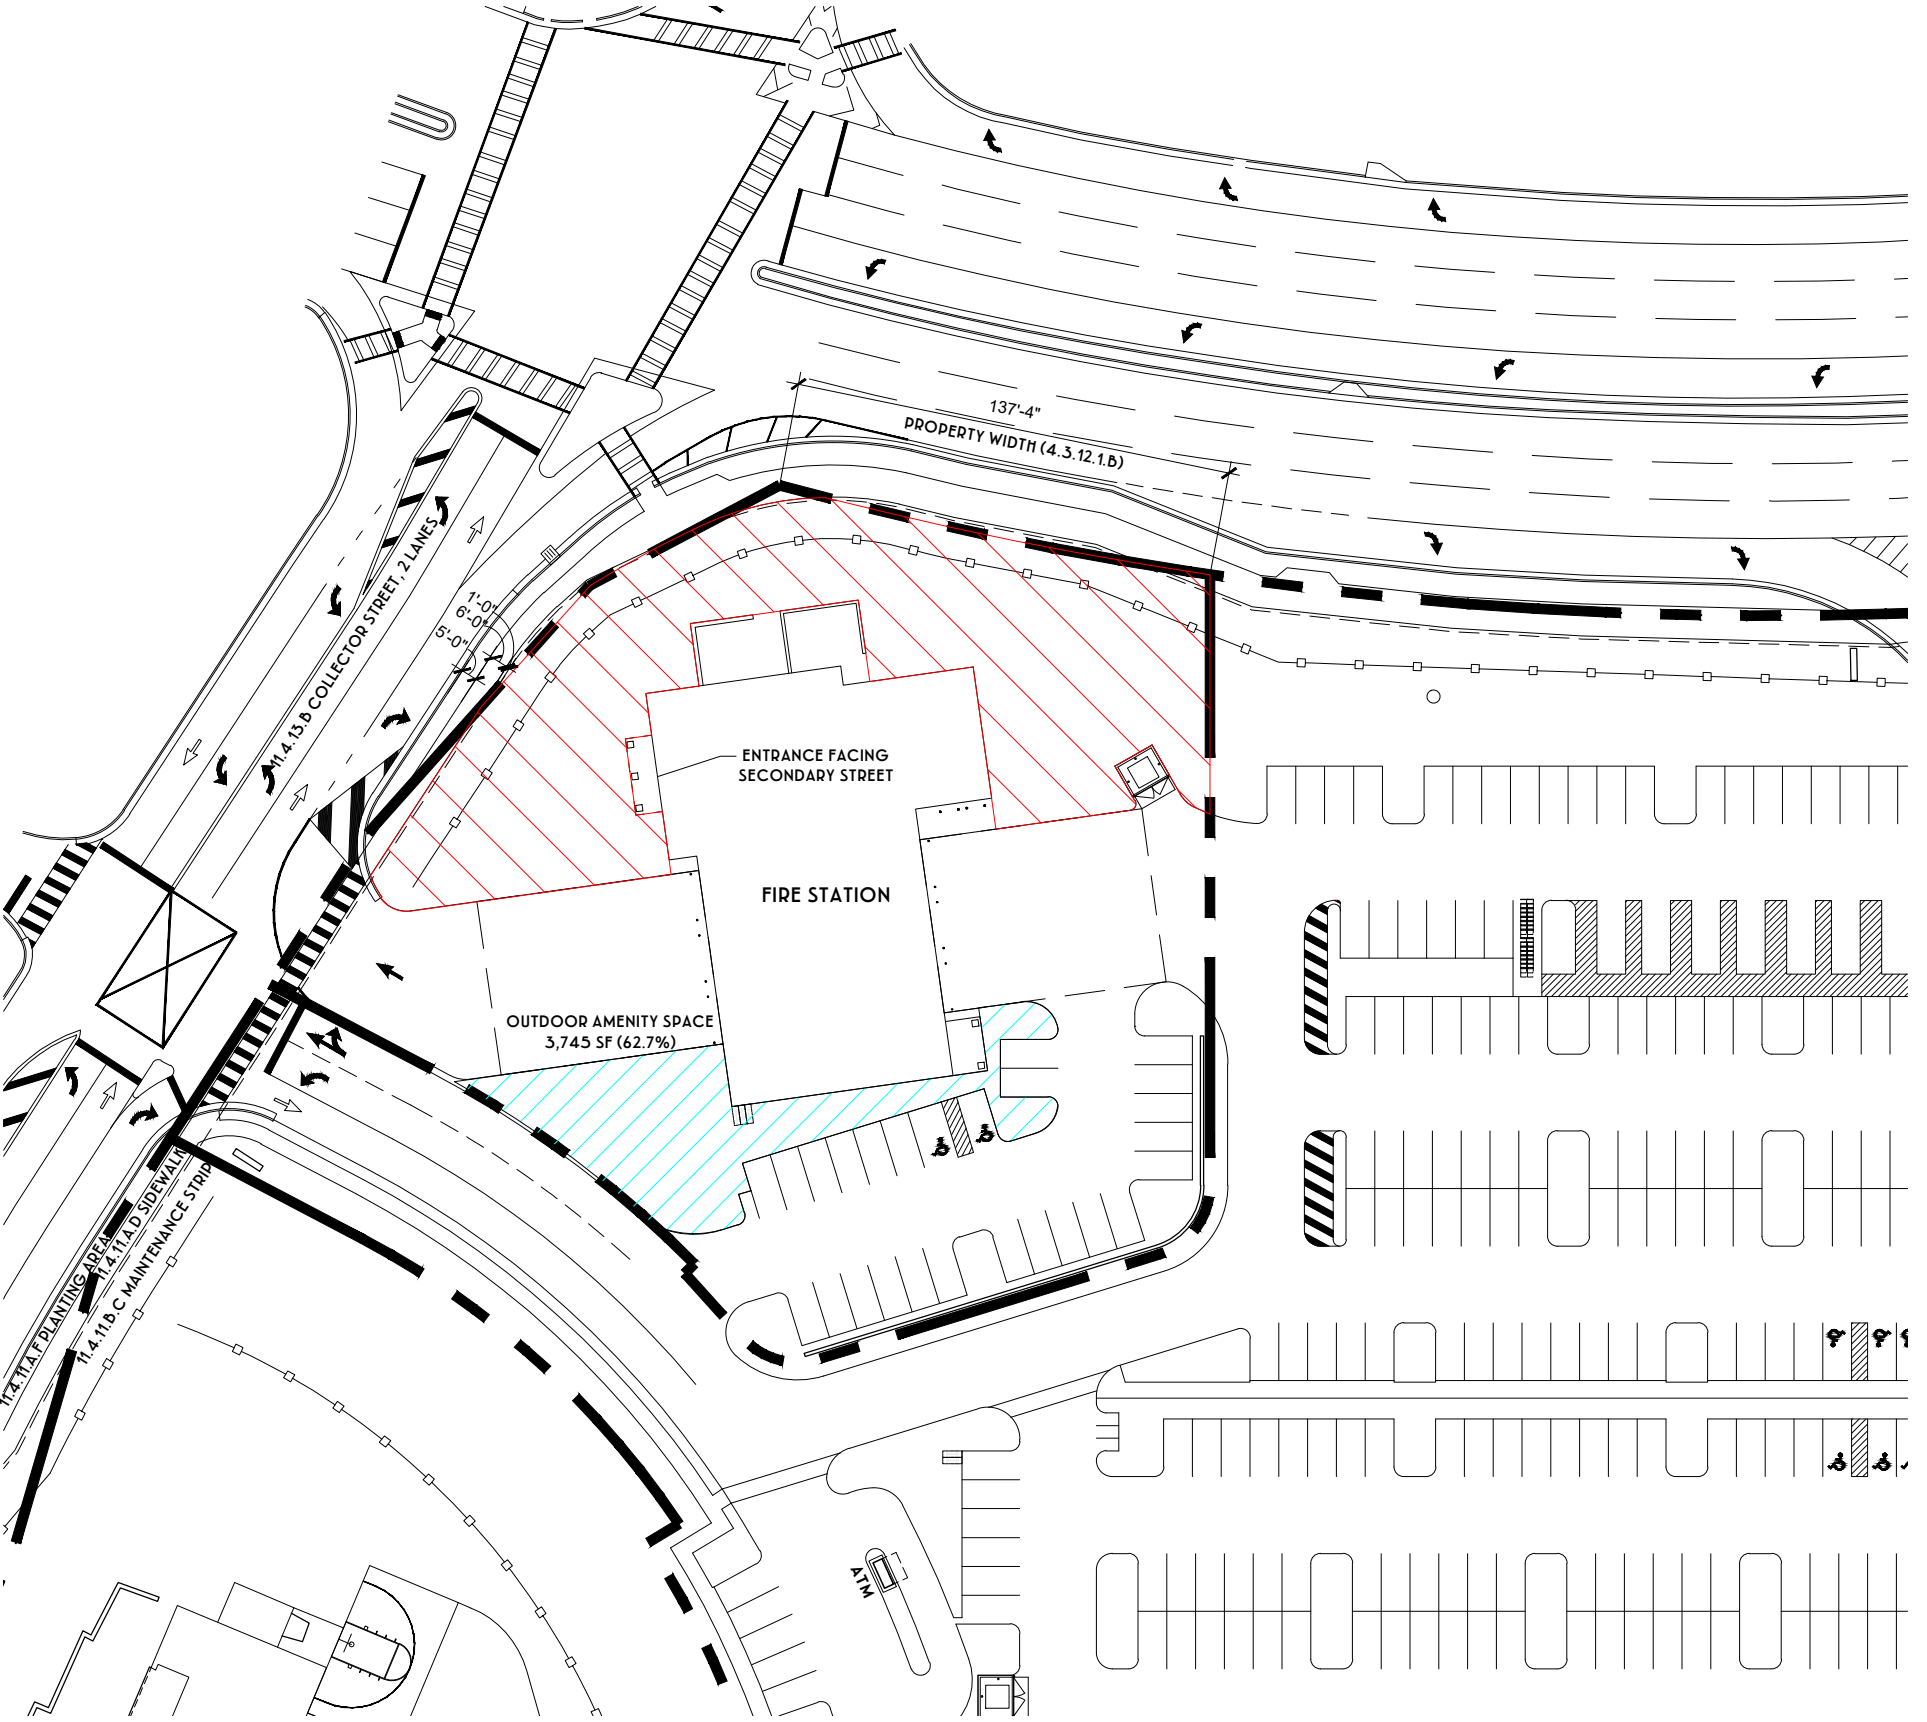 137'-4"
PROPERTY WIDTH (4.3.12.1.B)
11.4.13.B COLLECTOR STREET, 2 LANES
1'-0"
6'-0"
5'-0"
ENTRANCE FACING
SECONDARY STREET
FIRE STATION
OUTDOOR AMENITY SPACE
3,745 SF (62.7%)
11.4.11.A.F PLANTING AREA
11.4.11.A.D SIDEWALK
11.4.11.B.C MAINTENANCE STRIP
ATM